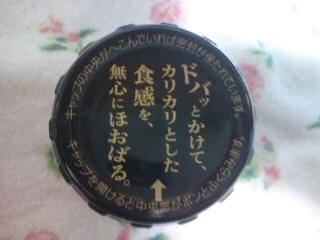 キャップの中央がへこんでいれば密封が保たれています。
ドバッとかけて、
カリカリとした
食感を、
無心にほおばる。
キャップを開けると中央部がポンとふくらみます。